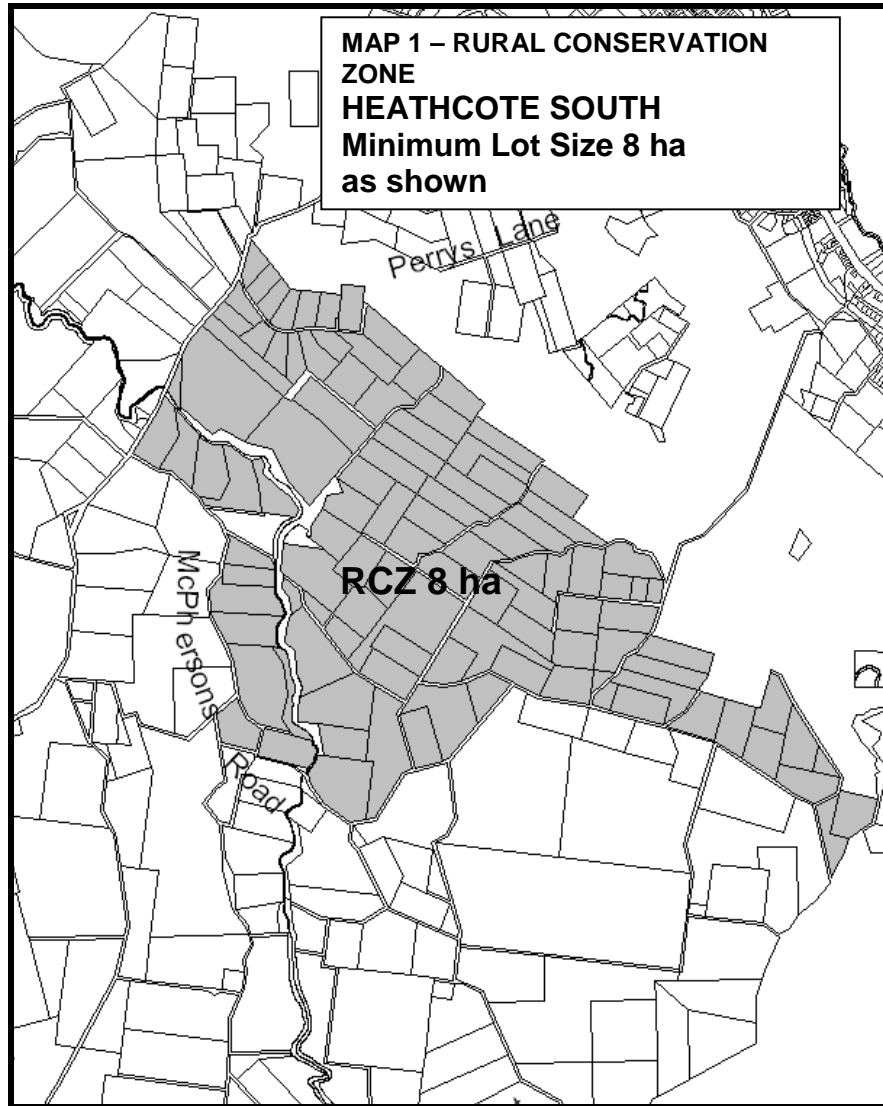 MAP 1 – RURAL CONSERVATION
ZONE
HEATHCOTE SOUTH
Minimum Lot Size 8 ha
as shown
Perrys Lane
RCZ 8 ha
McPhersons
Road